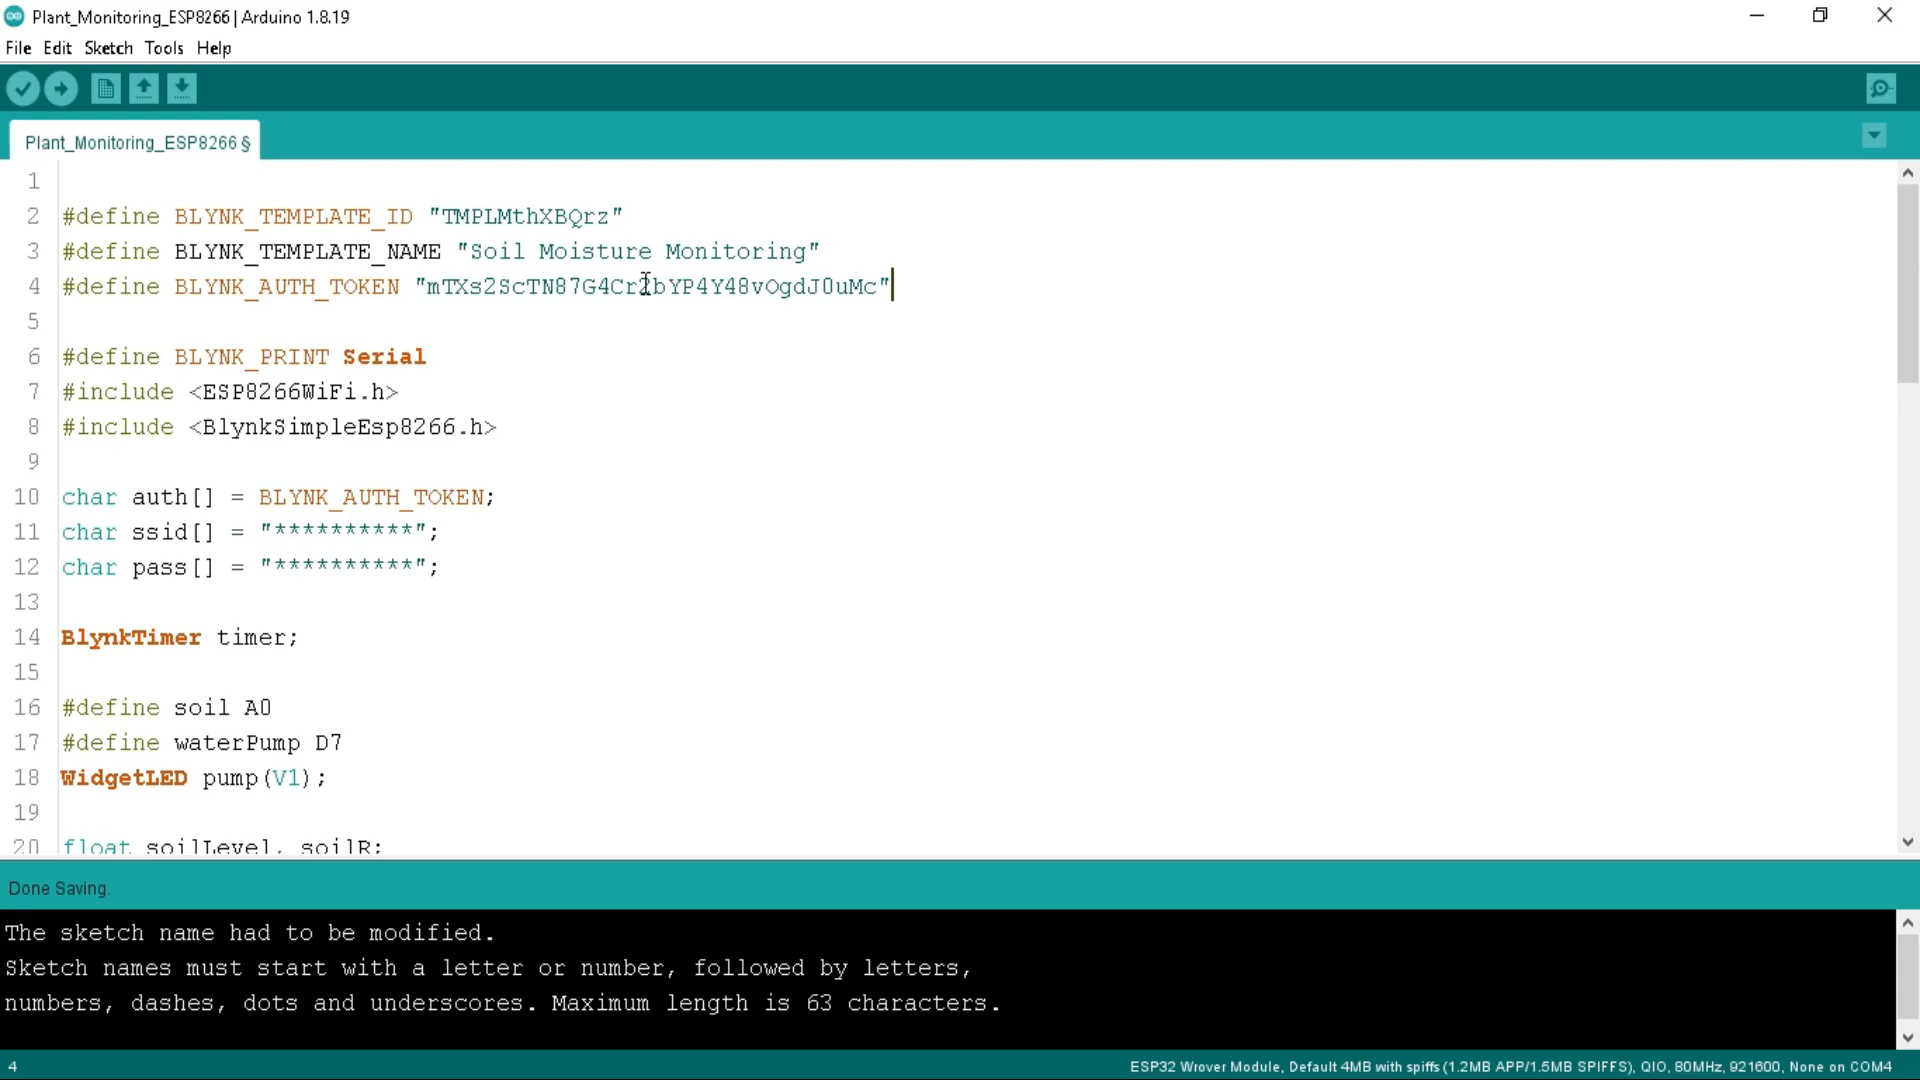 Plant_Monitoring_ESP8266 | Arduino 1.8.19
File Edit Sketch Tools Help
Plant_Monitoring_ESP8266 §
1
2 #define BLYNK_TEMPLATE_ID "TMPLMthXBQrz"
3 #define BLYNK_TEMPLATE_NAME "Soil Moisture Monitoring"
4 #define BLYNK_AUTH_TOKEN "mTXs2ScTN87G4Cr2bYP4Y48vOgdJ0uMc"
5
6 #define BLYNK_PRINT Serial
7 #include <ESP8266WiFi.h>
8 #include <BlynkSimpleEsp8266.h>
9
10 char auth[] = BLYNK_AUTH_TOKEN;
11 char ssid[] = "**********";
12 char pass[] = "**********";
13
14 BlynkTimer timer;
15
16 #define soil A0
17 #define waterPump D7
18 WidgetLED pump(V1);
19
20 float soilLevel, soilR;
Done Saving.
The sketch name had to be modified.
Sketch names must start with a letter or number, followed by letters,
numbers, dashes, dots and underscores. Maximum length is 63 characters.
4 ESP32 Wrover Module, Default 4MB with spiffs (1.2MB APP/1.5MB SPIFFS), QIO, 80MHz, 921600, None on COM4